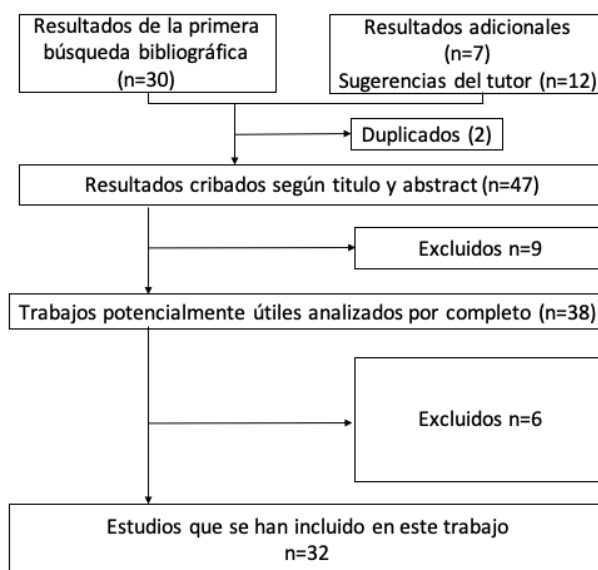 Resultados de la primera
búsqueda bibliográfica
(n=30)
Resultados adicionales
(n=7)
Sugerencias del tutor (n=12)
Duplicados (2)
Resultados cribados según titulo y abstract (n=47)
Excluidos n=9
Trabajos potencialmente útiles analizados por completo (n=38)
Excluidos n=6
Estudios que se han incluido en este trabajo
n=32